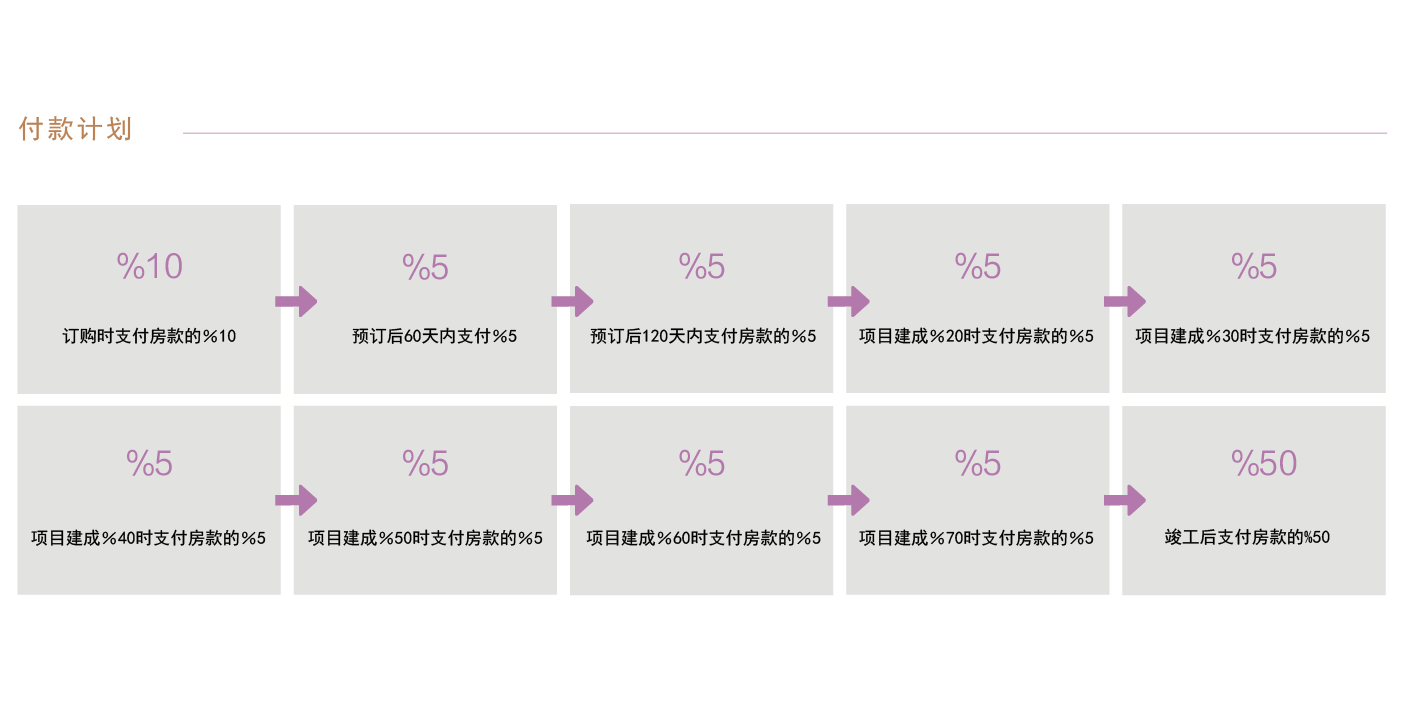 付款计划
%10
订购时支付房款的%10
%5
预订后60天内支付%5
%5
预订后120天内支付房款的%5
%5
项目建成%20时支付房款的%5
%5
项目建成%30时支付房款的%5
%5
项目建成%40时支付房款的%5
%5
项目建成%50时支付房款的%5
%5
项目建成%60时支付房款的%5
%5
项目建成%70时支付房款的%5
%50
竣工后支付房款的%50